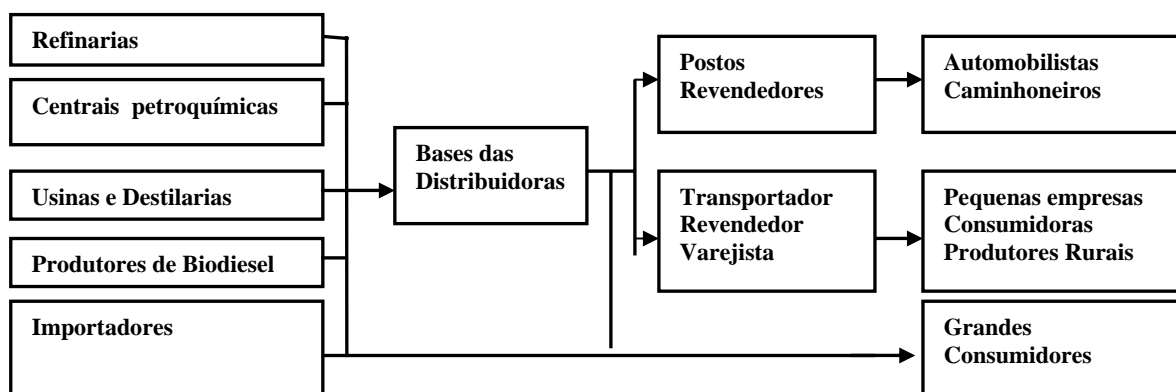 Refinarias
Centrais petroquímicas
Usinas e Destilarias
Produtores de Biodiesel
Importadores
Bases das
Distribuidoras
Postos
Revendedores
Transportador
Revendedor
Varejista
Automobilistas
Caminhoneiros
Pequenas empresas
Consumidoras
Produtores Rurais
Grandes
Consumidores